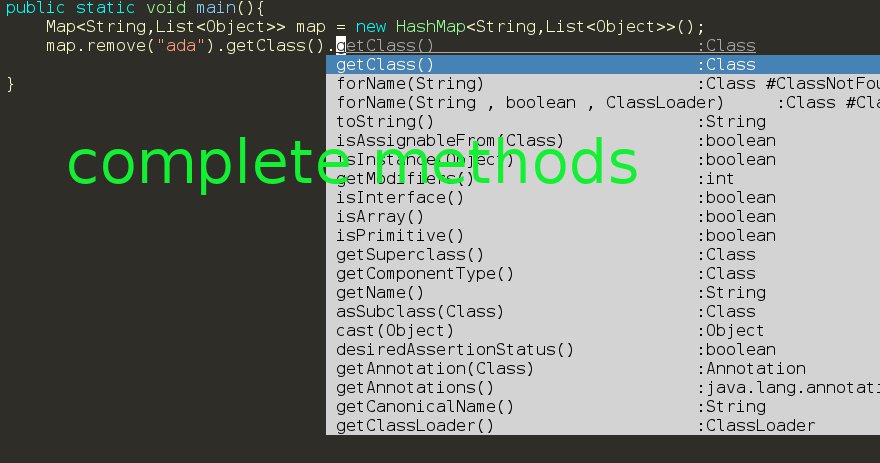 public static void main(){
Map<String,List<Object>> map = new HashMap<String,List<Object>>();
map.remove("ada").getClass().getClass() :Class
getClass() :Class
}
forName(String) :Class #ClassNotFou
forName(String , boolean , ClassLoader) :Class #Cla
toString() :String
isAssignableFrom(Class) :boolean
complete methods
isInstance(Object) :boolean
getModifiers() :int
isInterface() :boolean
isArray() :boolean
isPrimitive() :boolean
getSuperclass() :Class
getComponentType() :Class
getName() :String
asSubclass(Class) :Class
cast(Object) :Object
desiredAssertionStatus() :boolean
getAnnotation(Class) :Annotation
getAnnotations() :java.lang.annotati
getCanonicalName() :String
getClassLoader() :ClassLoader